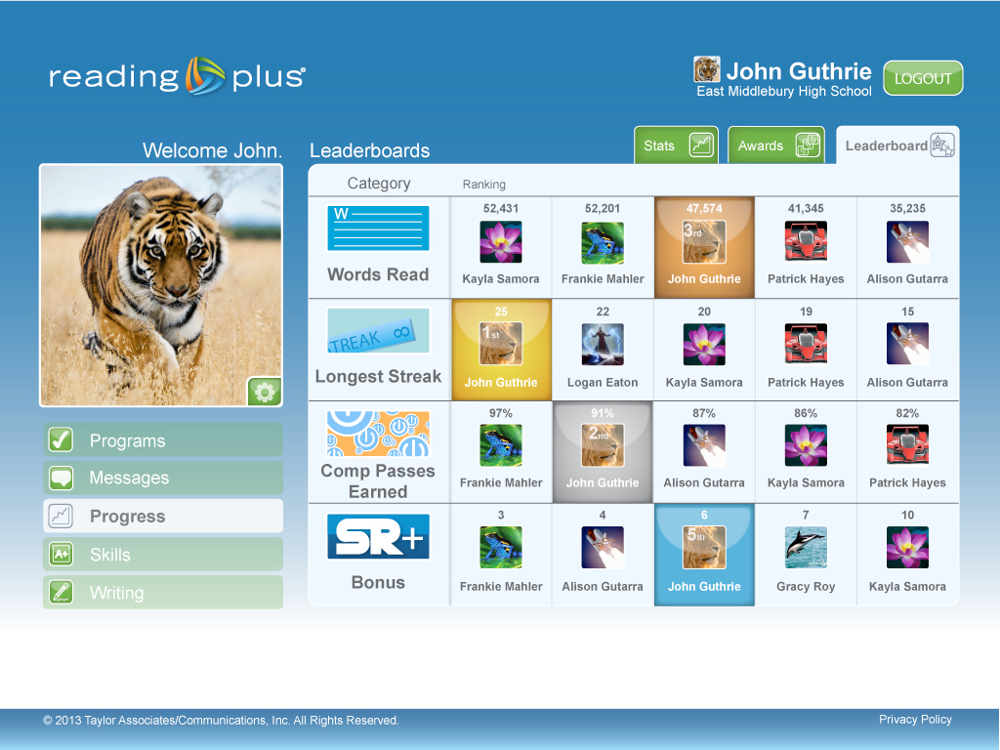 reading plus®
John Guthrie
East Middlebury High School
LOGOUT
Welcome John.
Leaderboards
Stats
Awards
Leaderboard
Category
Ranking
W
Words Read
52,431
Kayla Samora
52,201
Frankie Mahler
47,574
3rd
John Guthrie
41,345
Patrick Hayes
35,235
Alison Gutarra
STREAK ∞
Longest Streak
25
1st
John Guthrie
22
Logan Eaton
20
Kayla Samora
19
Patrick Hayes
15
Alison Gutarra
Comp Passes
Earned
97%
Frankie Mahler
91%
2nd
John Guthrie
87%
Alison Gutarra
86%
Kayla Samora
82%
Patrick Hayes
SR+
Bonus
3
Frankie Mahler
4
Alison Gutarra
6
5th
John Guthrie
7
Gracy Roy
10
Kayla Samora
Programs
Messages
Progress
A+
Skills
Writing
© 2013 Taylor Associates/Communications, Inc. All Rights Reserved.
Privacy Policy